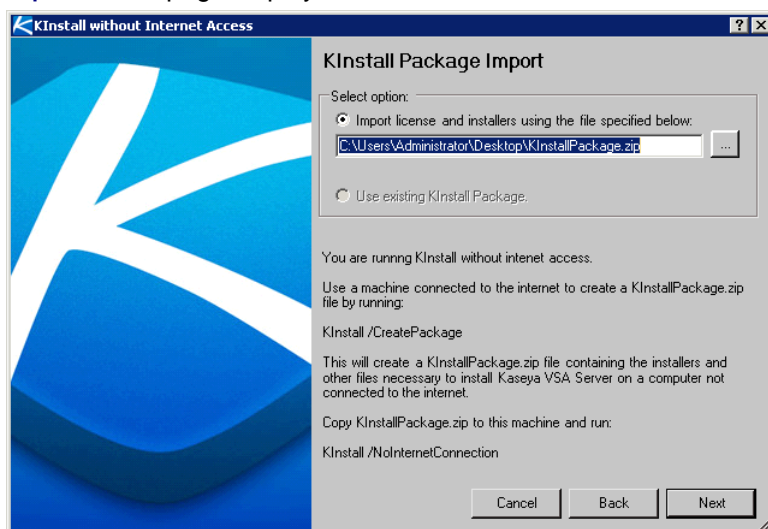 KInstall without Internet Access
KInstall Package Import
Select option:
Import license and installers using the file specified below:
C:\Users\Administrator\Desktop\KInstallPackage.zip
...
Use existing KInstall Package.
You are runnng KInstall without intenet access.
Use a machine connected to the internet to create a KInstallPackage.zip
file by running:
KInstall /CreatePackage
This will create a KInstallPackage.zip file containing the installers and
other files necessary to install Kaseya VSA Server on a computer not
connected to the internet.
Copy KInstallPackage.zip to this machine and run:
KInstall /NoInternetConnection
Cancel Back Next